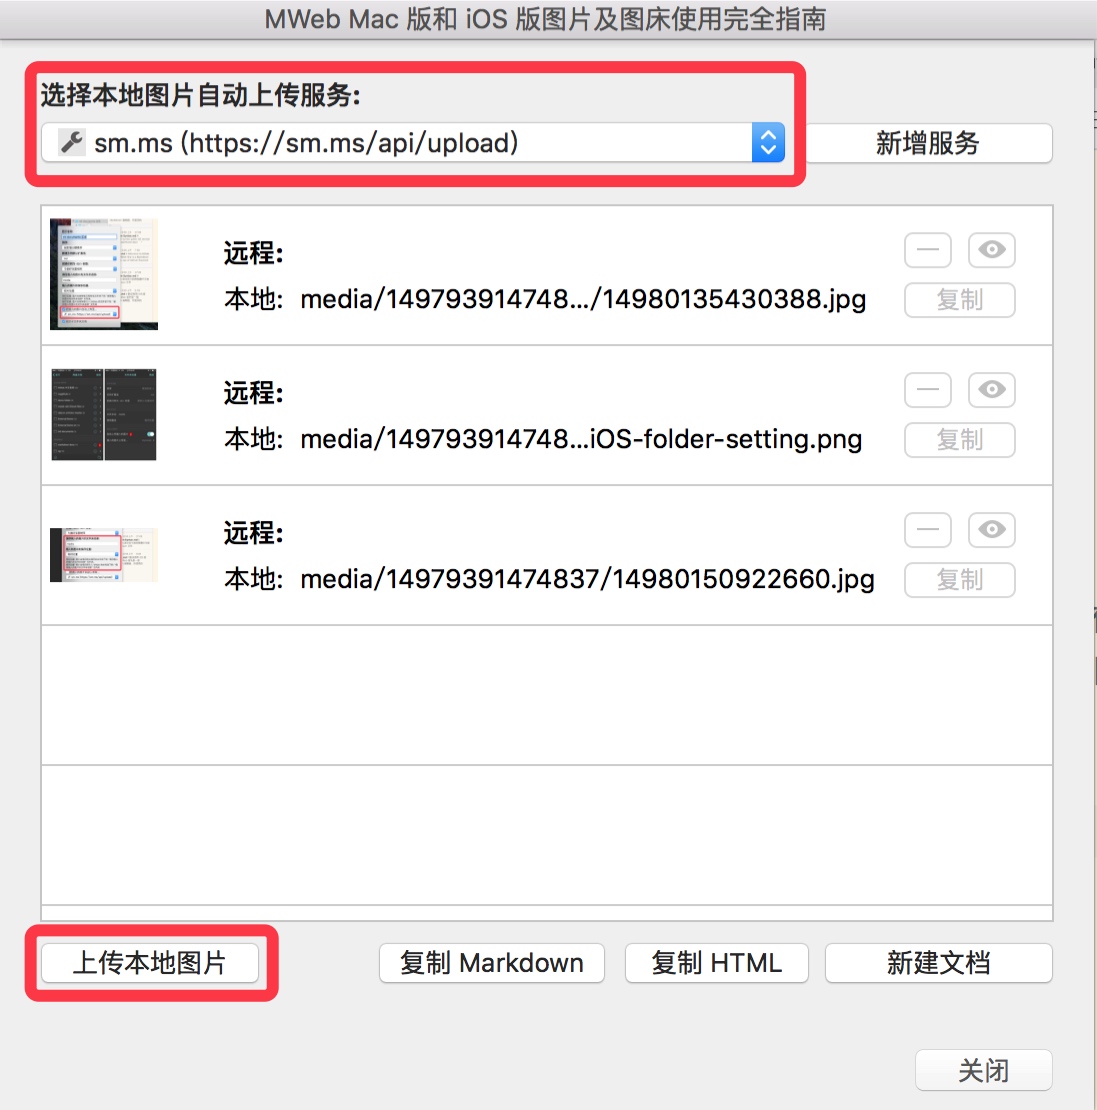 MWeb Mac 版和 iOS 版图片及图床使用完全指南
选择本地图片自动上传服务:
sm.ms (https://sm.ms/api/upload)
新增服务
远程:
本地: media/149793914748.../14980135430388.jpg
复制
远程:
本地: media/149793914748...iOS-folder-setting.png
复制
远程:
本地: media/14979391474837/14980150922660.jpg
复制
上传本地图片
复制 Markdown
复制 HTML
新建文档
关闭